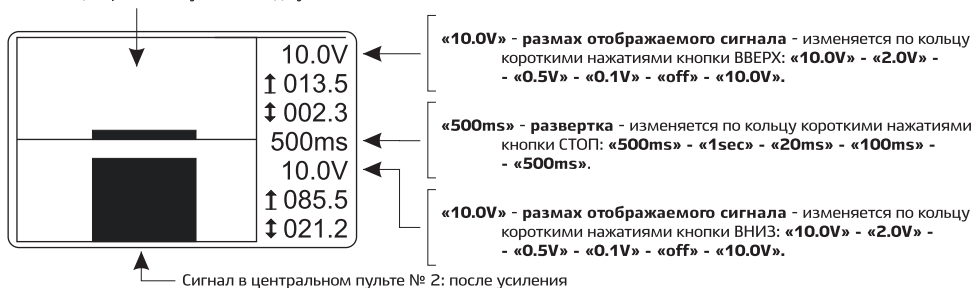 10.0V
↥ 013.5
↕ 002.3
500ms
10.0V
↥ 085.5
↕ 021.2
«10.0V» - размах отображаемого сигнала - изменяется по кольцу
короткими нажатиями кнопки ВВЕРХ: «10.0V» - «2.0V» -
- «0.5V» - «0.1V» - «off» - «10.0V».
«500ms» - развертка - изменяется по кольцу короткими нажатиями
кнопки СТОП: «500ms» - «1sec» - «20ms» - «100ms» -
- «500ms».
«10.0V» - размах отображаемого сигнала - изменяется по кольцу
короткими нажатиями кнопки ВНИЗ: «10.0V» - «2.0V» -
- «0.5V» - «0.1V» - «off» - «10.0V».
Сигнал в центральном пульте № 2: после усиления